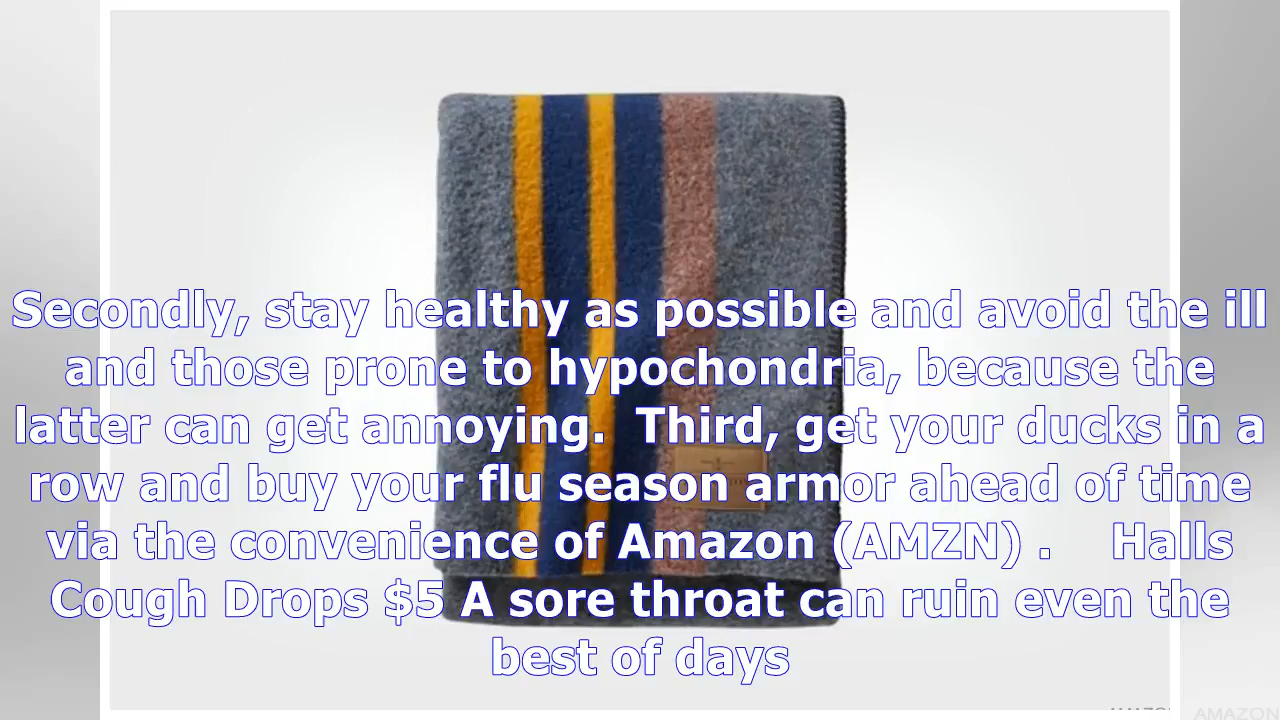 Secondly, stay healthy as possible and avoid the ill
and those prone to hypochondria, because the
latter can get annoying. Third, get your ducks in a
row and buy your flu season armor ahead of time
via the convenience of Amazon (AMZN) . Halls
Cough Drops $5 A sore throat can ruin even the
best of days
AMAZON